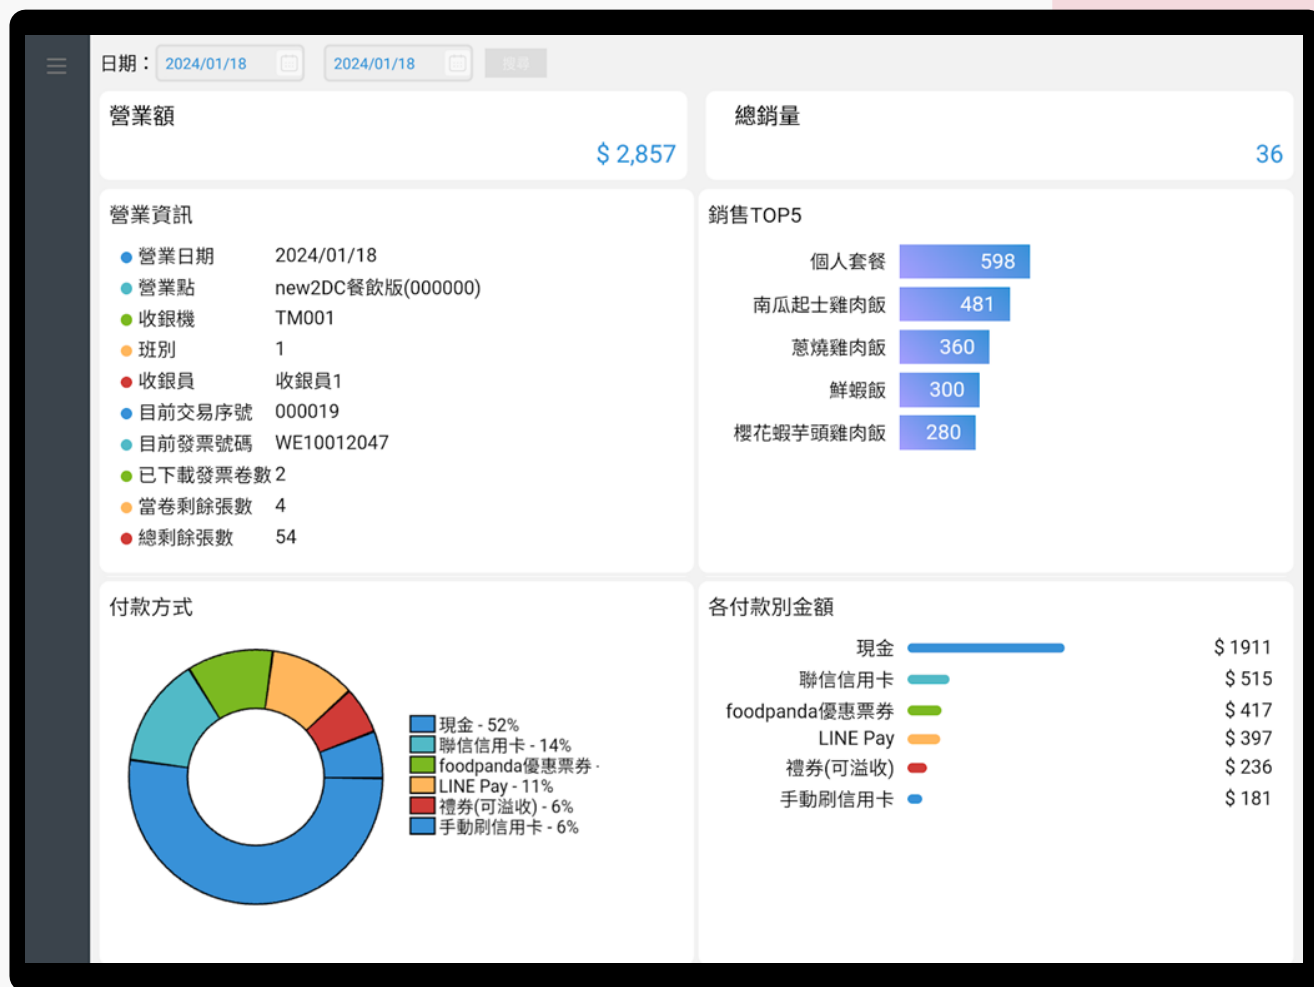 日期： 2024/01/18 2024/01/18 搜尋
營業額
$ 2,857
總銷量
36
營業資訊
營業日期 2024/01/18
營業點 new2DC餐飲版(000000)
收銀機 TM001
班別 1
收銀員 收銀員1
目前交易序號 000019
目前發票號碼 WE10012047
已下載發票卷數 2
當卷剩餘張數 4
總剩餘張數 54
銷售TOP5
個人套餐 598
南瓜起士雞肉飯 481
蔥燒雞肉飯 360
鮮蝦飯 300
櫻花蝦芋頭雞肉飯 280
付款方式
現金 - 52%
聯信信用卡 - 14%
foodpanda優惠票券 -
LINE Pay - 11%
禮券(可溢收) - 6%
手動刷信用卡 - 6%
各付款別金額
現金 $ 1911
聯信信用卡 $ 515
foodpanda優惠票券 $ 417
LINE Pay $ 397
禮券(可溢收) $ 236
手動刷信用卡 $ 181